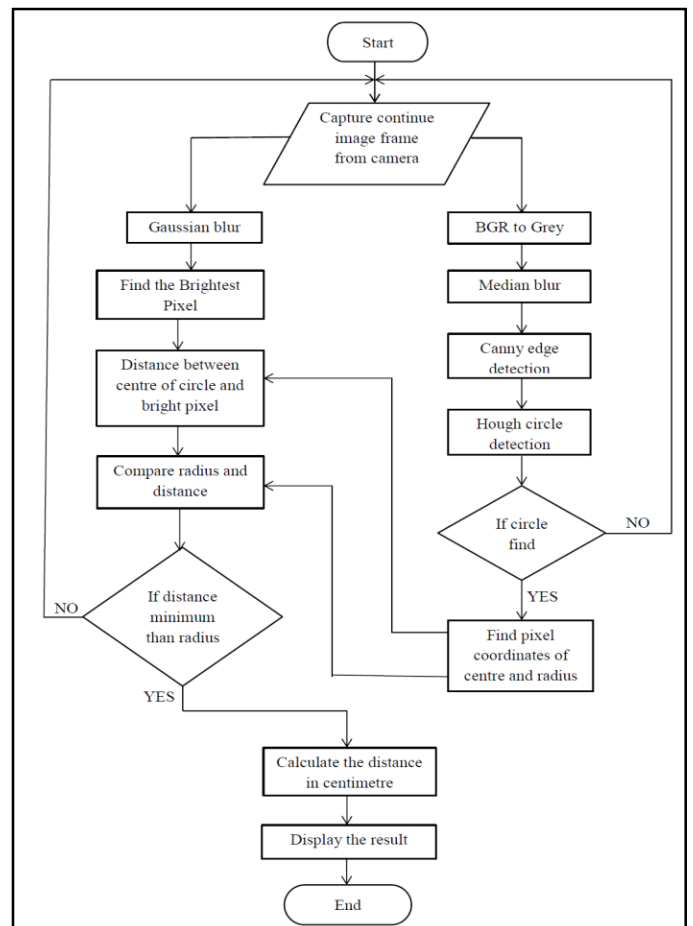 Start
Capture continue
image frame
from camera
Gaussian blur
Find the Brightest
Pixel
Distance between
centre of circle and
bright pixel
Compare radius and
distance
If distance
minimum
than radius
NO
YES
BGR to Grey
Median blur
Canny edge
detection
Hough circle
detection
If circle
find
NO
YES
Find pixel
coordinates of
centre and radius
Calculate the distance
in centimetre
Display the result
End